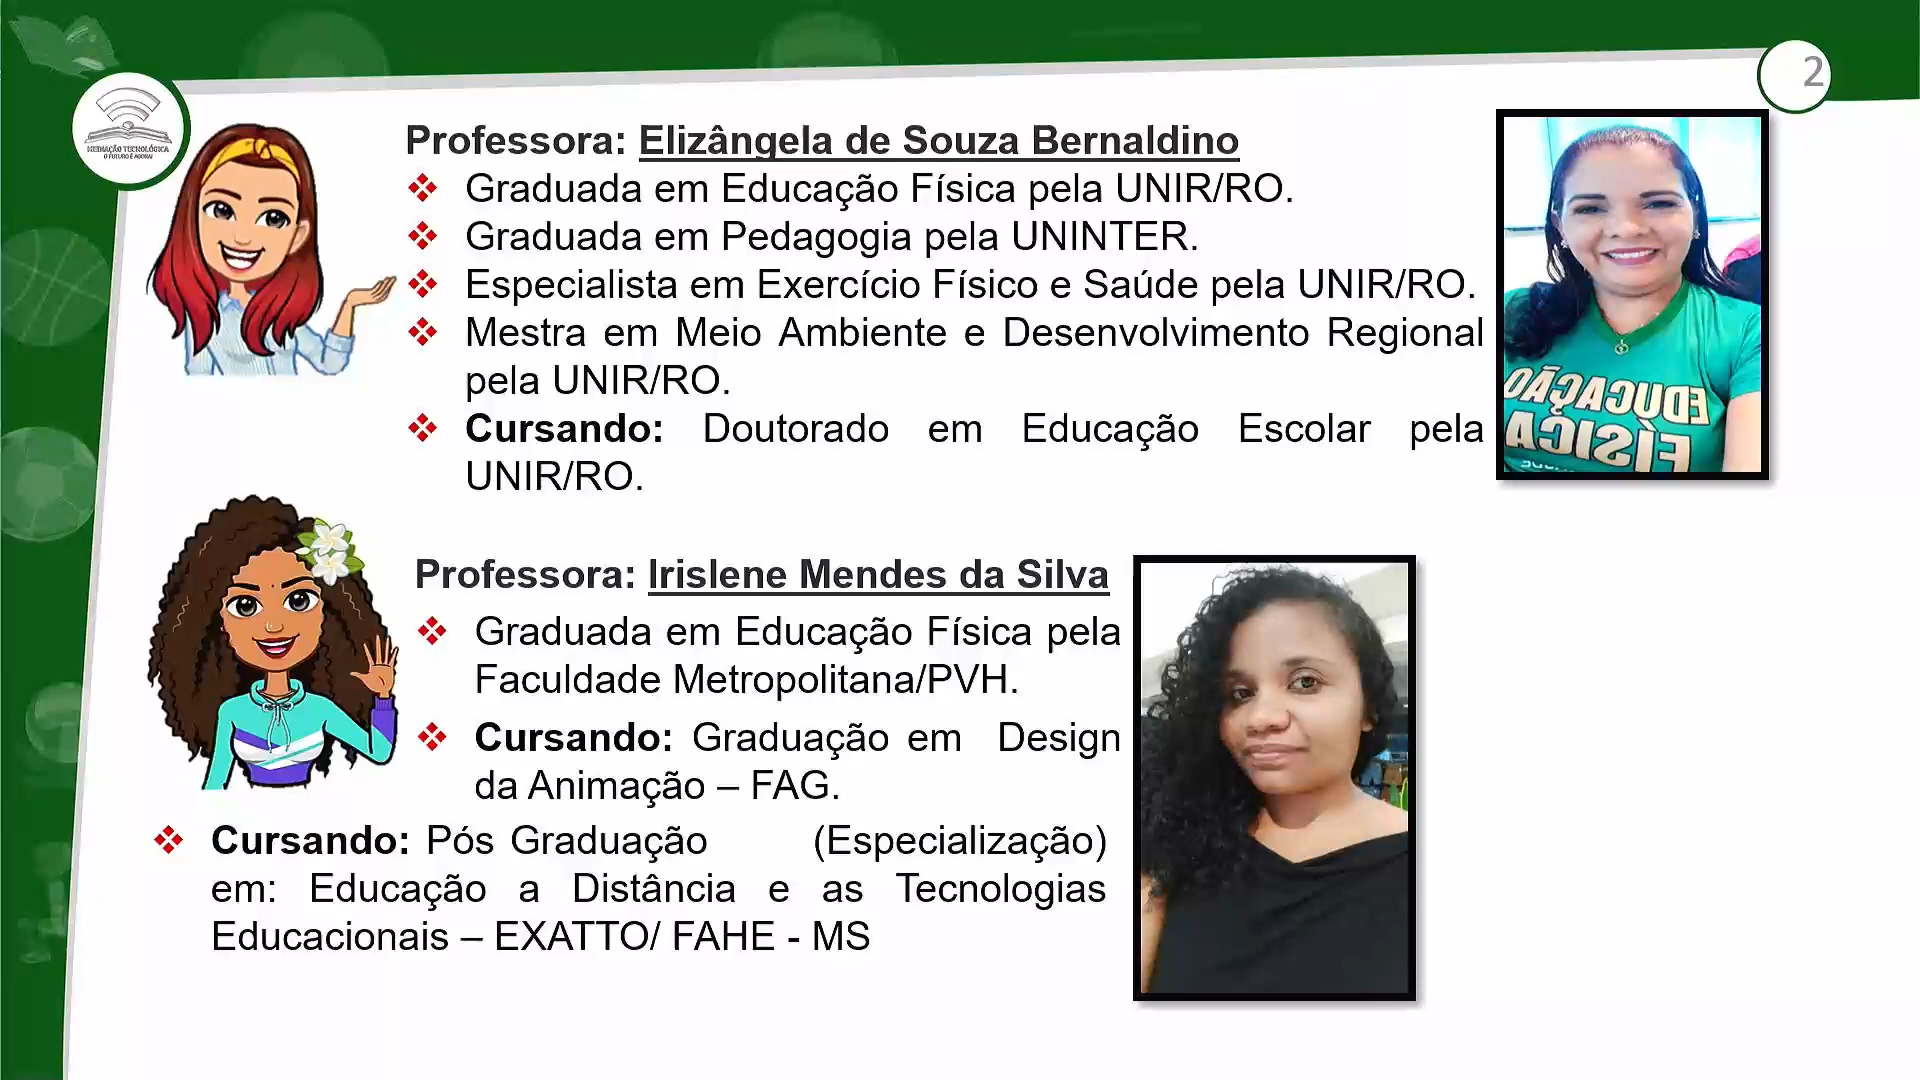 2
MEDIAÇÃO TECNOLÓGICA
O FUTURO É AGORA!
Professora: Elizângela de Souza Bernaldino
❖ Graduada em Educação Física pela UNIR/RO.
❖ Graduada em Pedagogia pela UNINTER.
❖ Especialista em Exercício Físico e Saúde pela UNIR/RO.
❖ Mestra em Meio Ambiente e Desenvolvimento Regional
pela UNIR/RO.
❖ Cursando: Doutorado em Educação Escolar pela
UNIR/RO.
EDUCAÇÃO
FÍSICA
Professora: Irislene Mendes da Silva
❖ Graduada em Educação Física pela
Faculdade Metropolitana/PVH.
❖ Cursando: Graduação em Design
da Animação – FAG.
❖ Cursando: Pós Graduação (Especialização)
em: Educação a Distância e as Tecnologias
Educacionais – EXATTO/ FAHE - MS